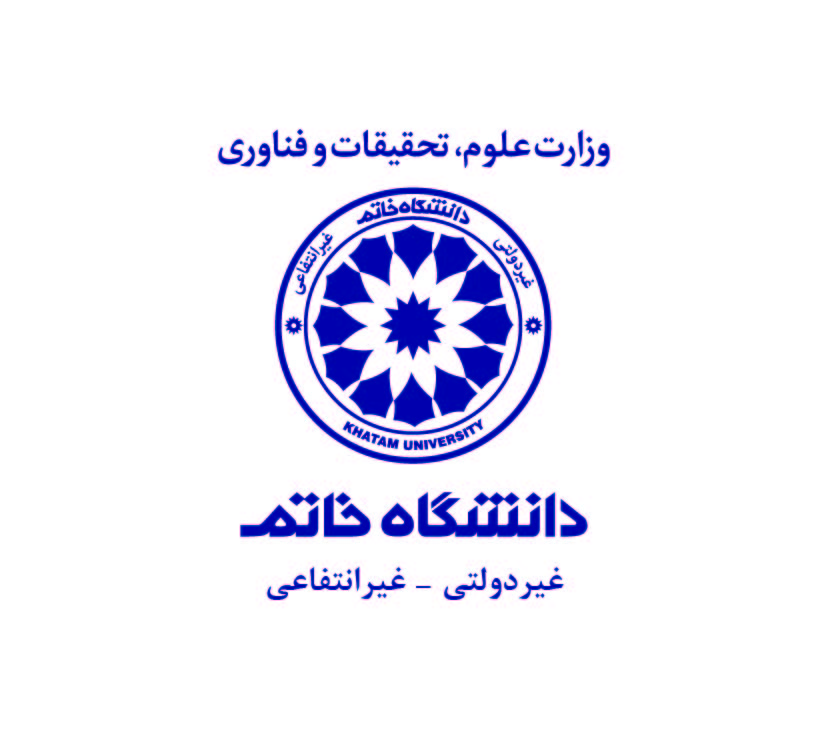 وزارت علوم، تحقیقات و فناوری
دانشگاه خاتم
غیردولتی
غیرانتفاعی
KHATAM UNIVERSITY
دانشگاه خاتم
غیردولتی - غیرانتفاعی